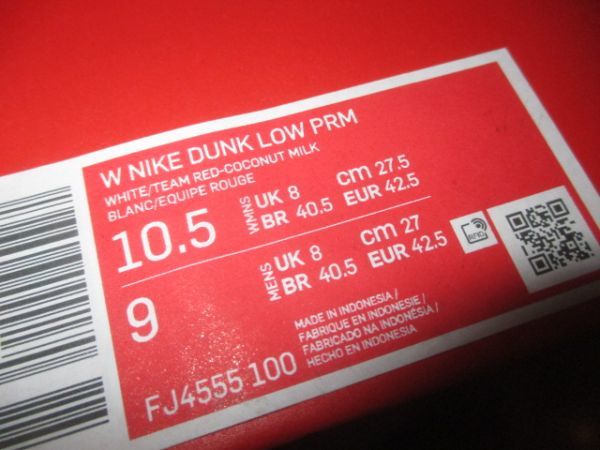 W NIKE DUNK LOW PRM
WHITE/TEAM RED-COCONUT MILK
BLANC/EQUIPE ROUGE
10.5 WMNS UK 8 cm 27.5
BR 40.5 EUR 42.5
9 MENS UK 8 cm 27
BR 40.5 EUR 42.5
MADE IN INDONESIA/
FABRIQUE EN INDONESIE/
FABRICADO NA INDONÉSIA/
HECHO EN INDONESIA
FJ4555 100